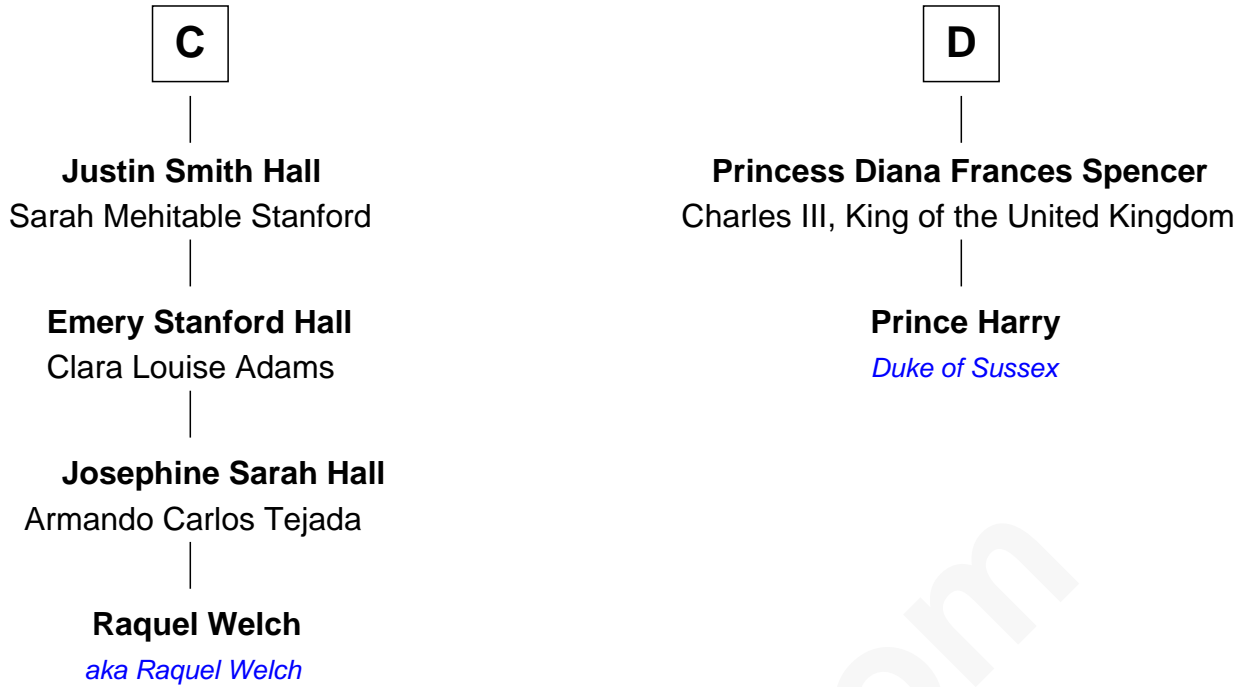 C
Justin Smith Hall
Sarah Mehitable Stanford
Emery Stanford Hall
Clara Louise Adams
Josephine Sarah Hall
Armando Carlos Tejada
Raquel Welch
aka Raquel Welch
D
Princess Diana Frances Spencer
Charles III, King of the United Kingdom
Prince Harry
Duke of Sussex
om